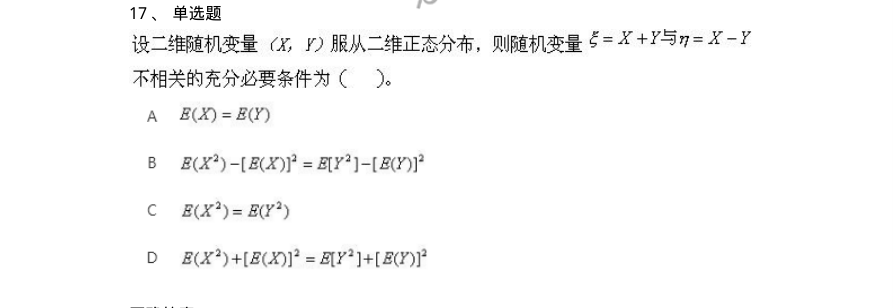 17 、 单选题
设二维随机变量（X, Y）服从二维正态分布，则随机变量 ξ = X + Y与η = X − Y
不相关的充分必要条件为（ ）。
A E(X) = E(Y)
B E(X²)−[E(X)]² = E[Y²]−[E(Y)]²
C E(X²) = E(Y²)
D E(X²)+[E(X)]² = E[Y²]+[E(Y)]²